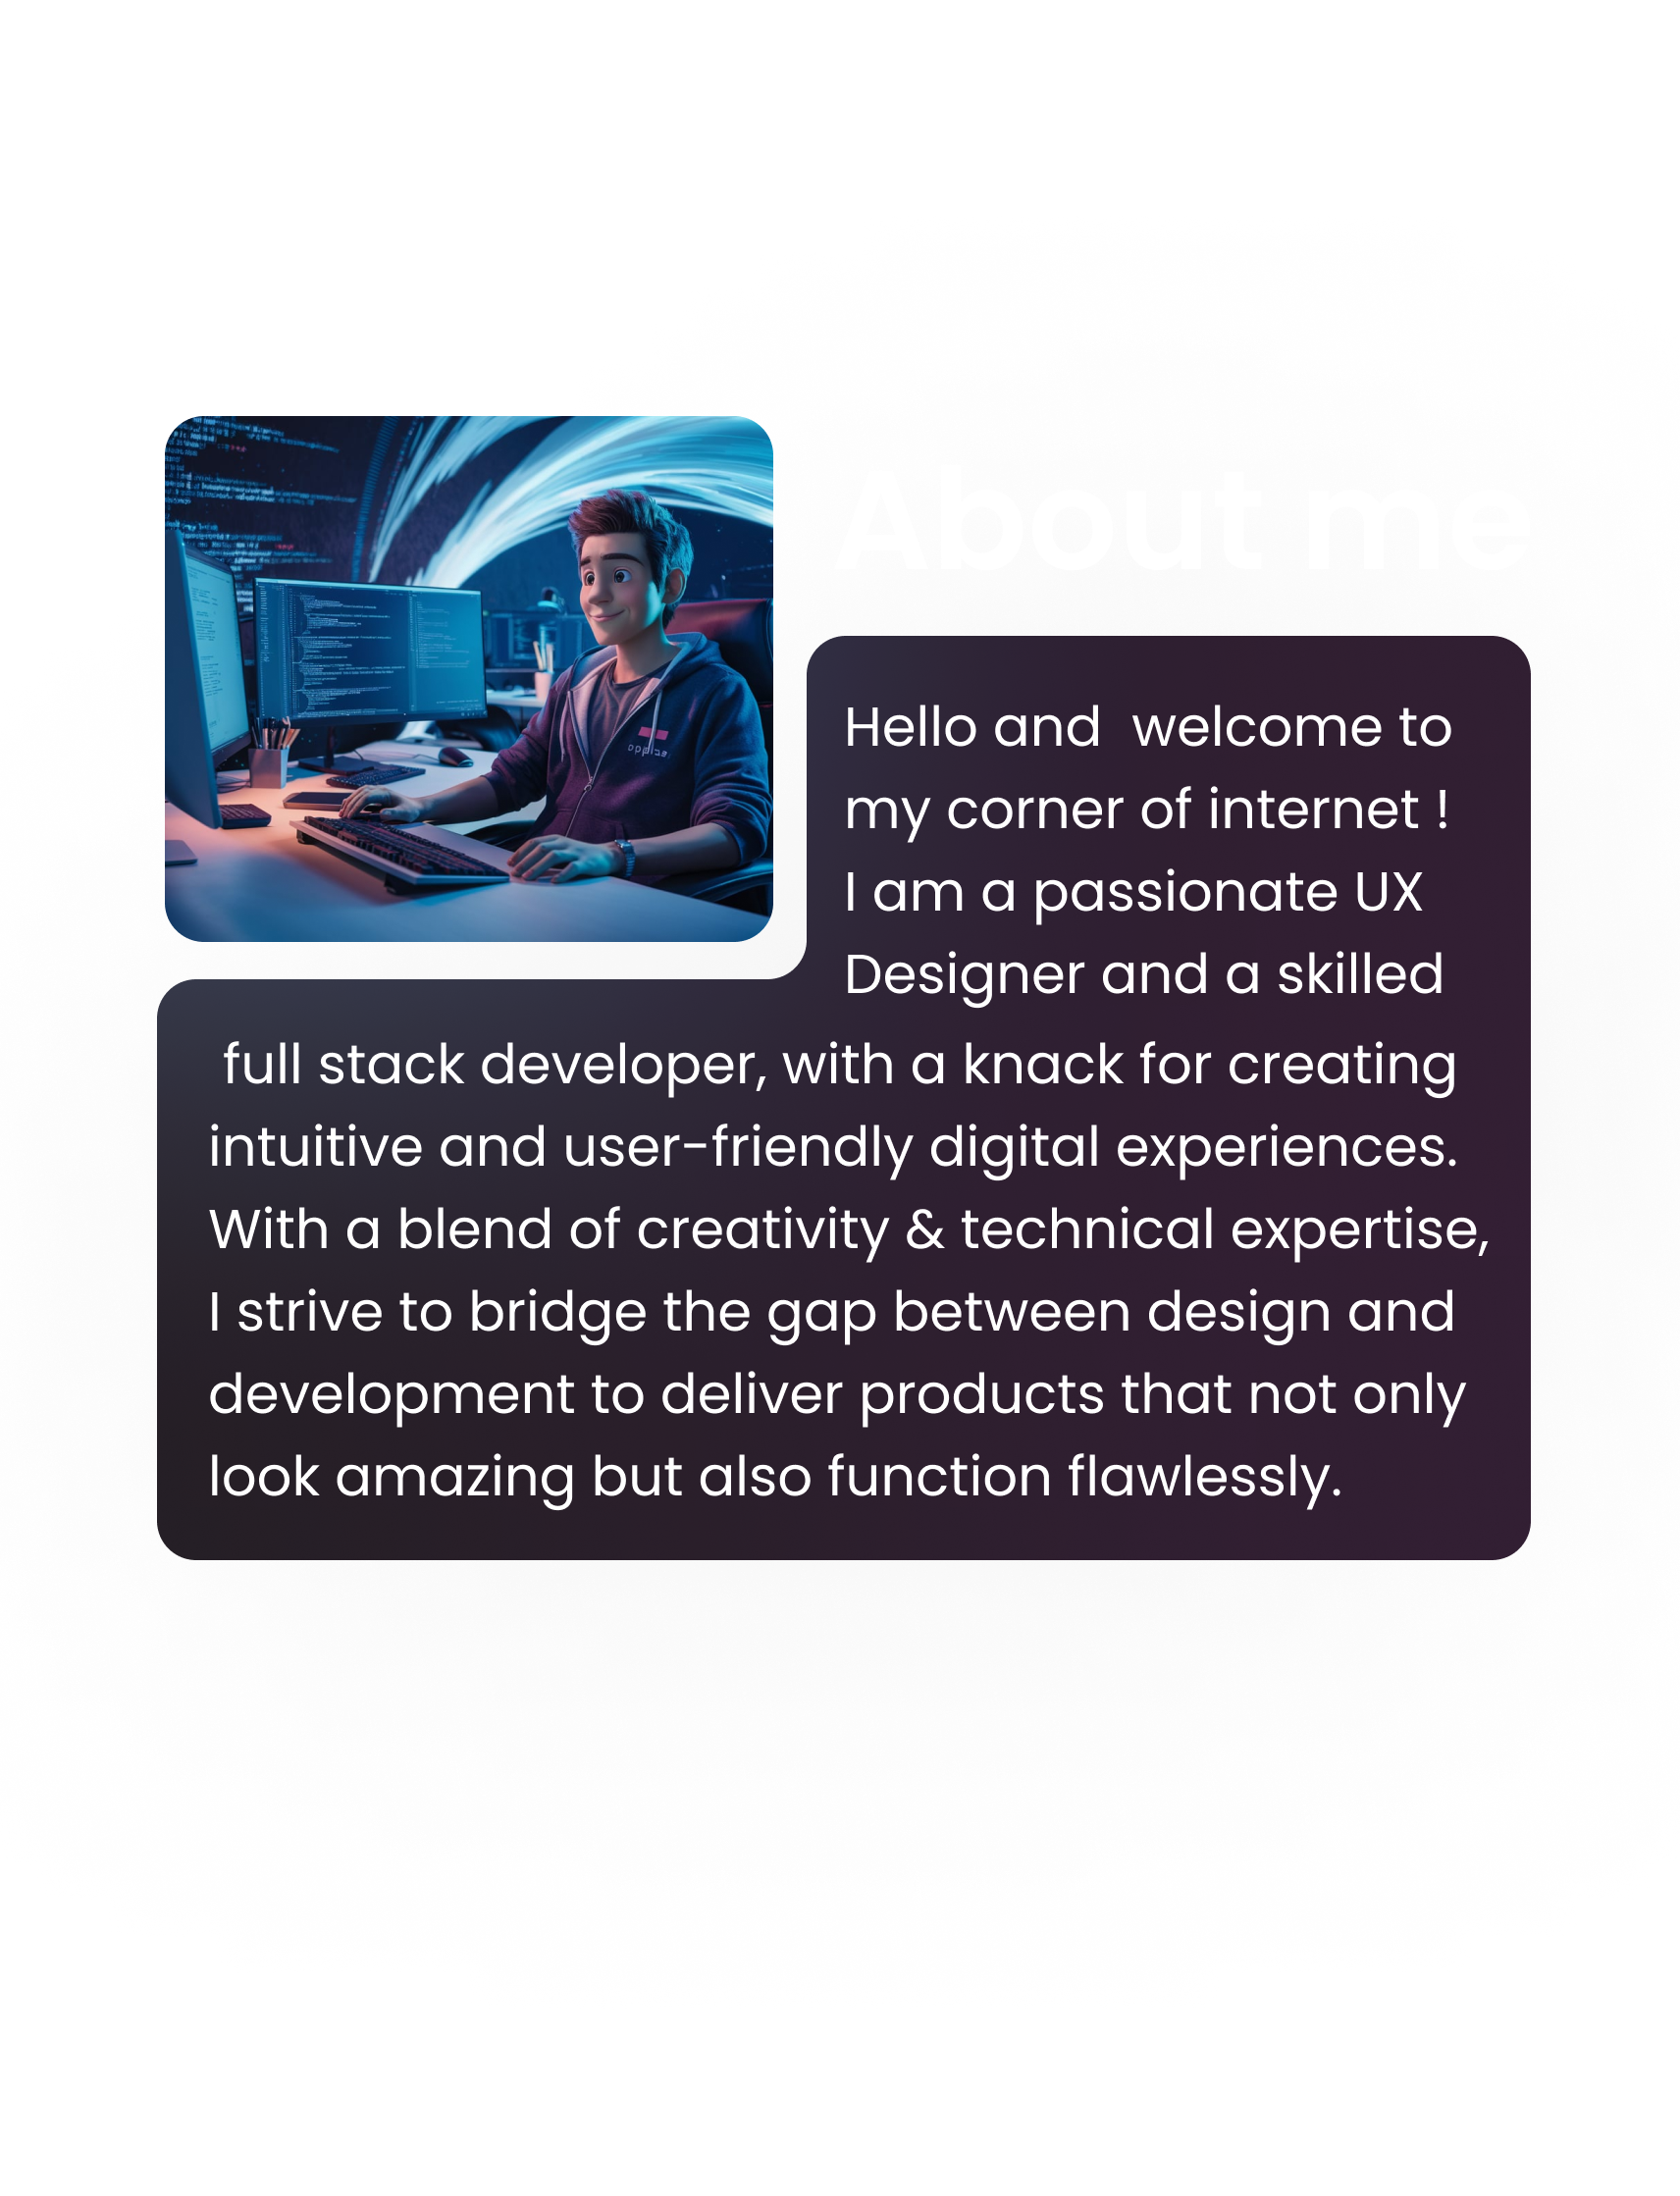 About me
Hello and  welcome to
my corner of internet !
I am a passionate UX
Designer and a skilled
full stack developer, with a knack for creating
intuitive and user-friendly digital experiences.
With a blend of creativity & technical expertise,
I strive to bridge the gap between design and
development to deliver products that not only
look amazing but also function flawlessly.